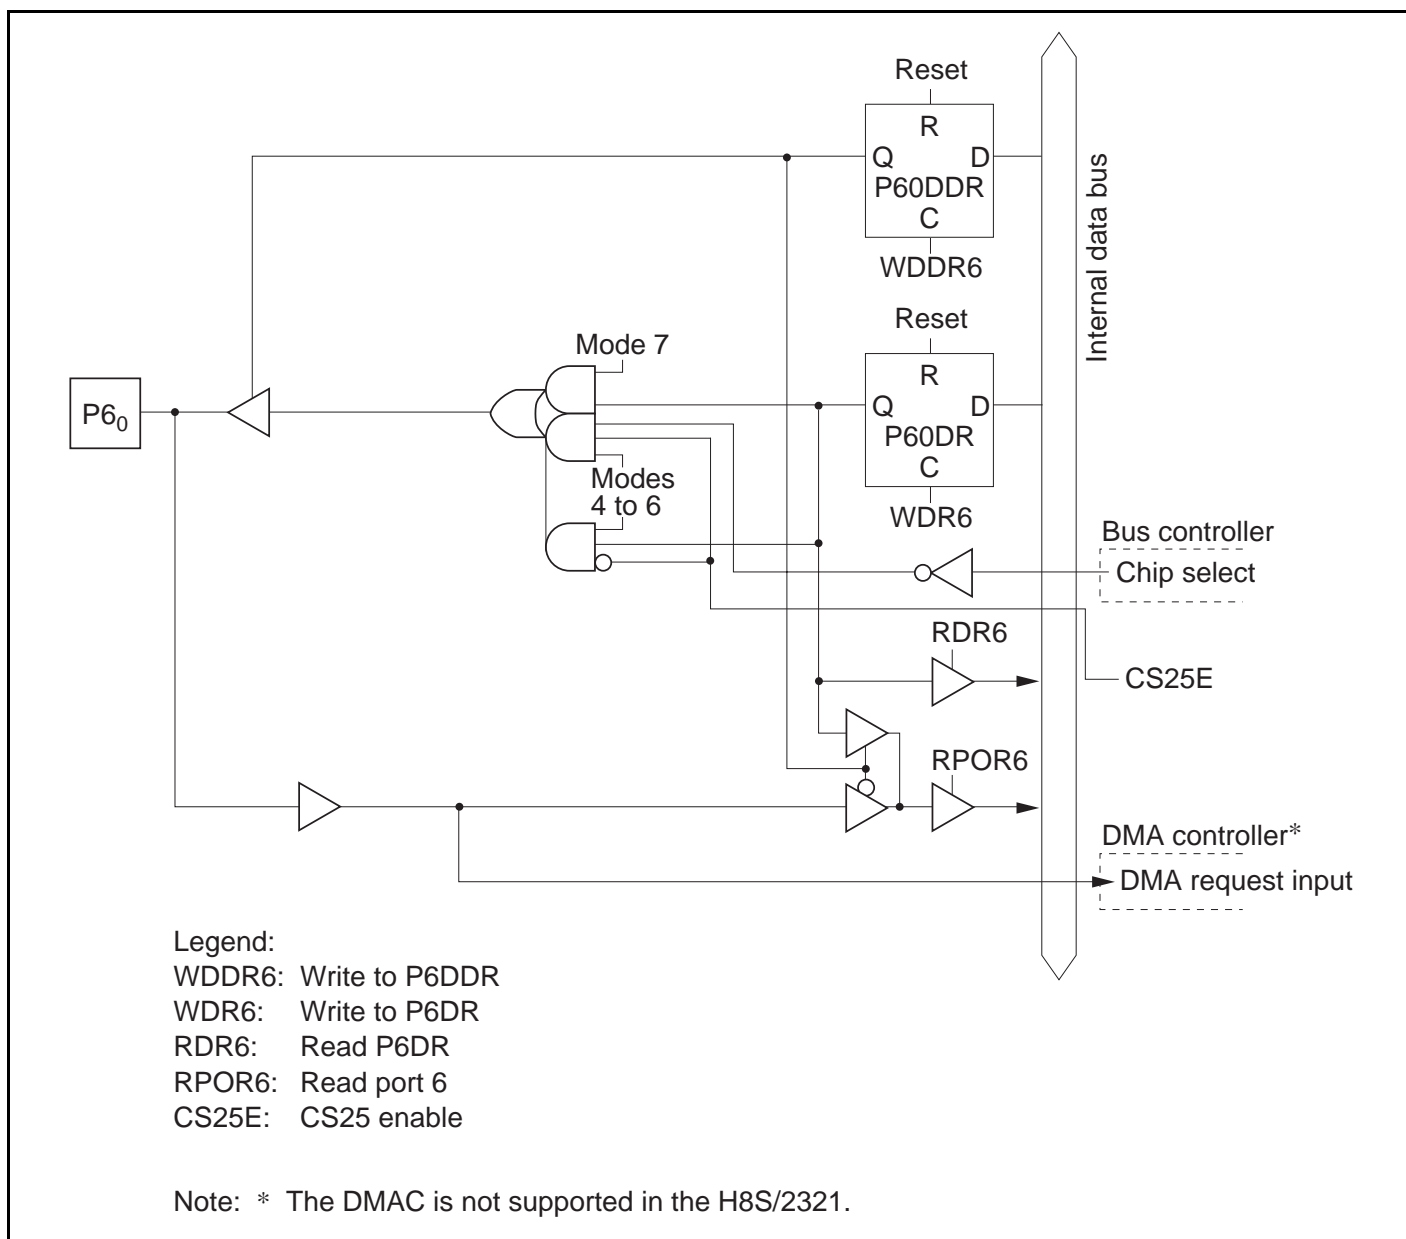 Reset
R
Q D
P60DDR
C
WDDR6
Internal data bus
Reset
Mode 7
R
P6₀
Q D
P60DR
C
Modes
4 to 6
WDR6
Bus controller
Chip select
RDR6
CS25E
RPOR6
DMA controller*
DMA request input
Legend:
WDDR6: Write to P6DDR
WDR6: Write to P6DR
RDR6: Read P6DR
RPOR6: Read port 6
CS25E: CS25 enable
Note: * The DMAC is not supported in the H8S/2321.